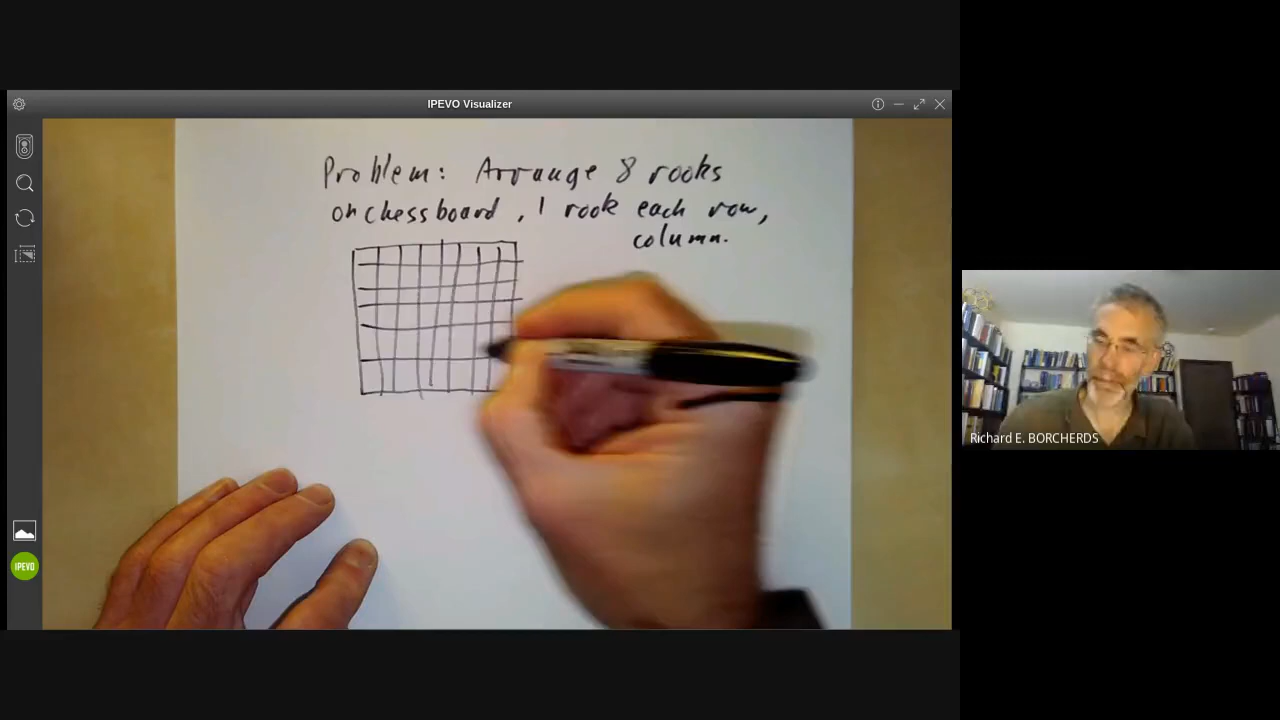 IPEVO Visualizer
Problem: Arrange 8 rooks
on chessboard, 1 rook each row,
column.
Richard E. BORCHERDS
IPEVO